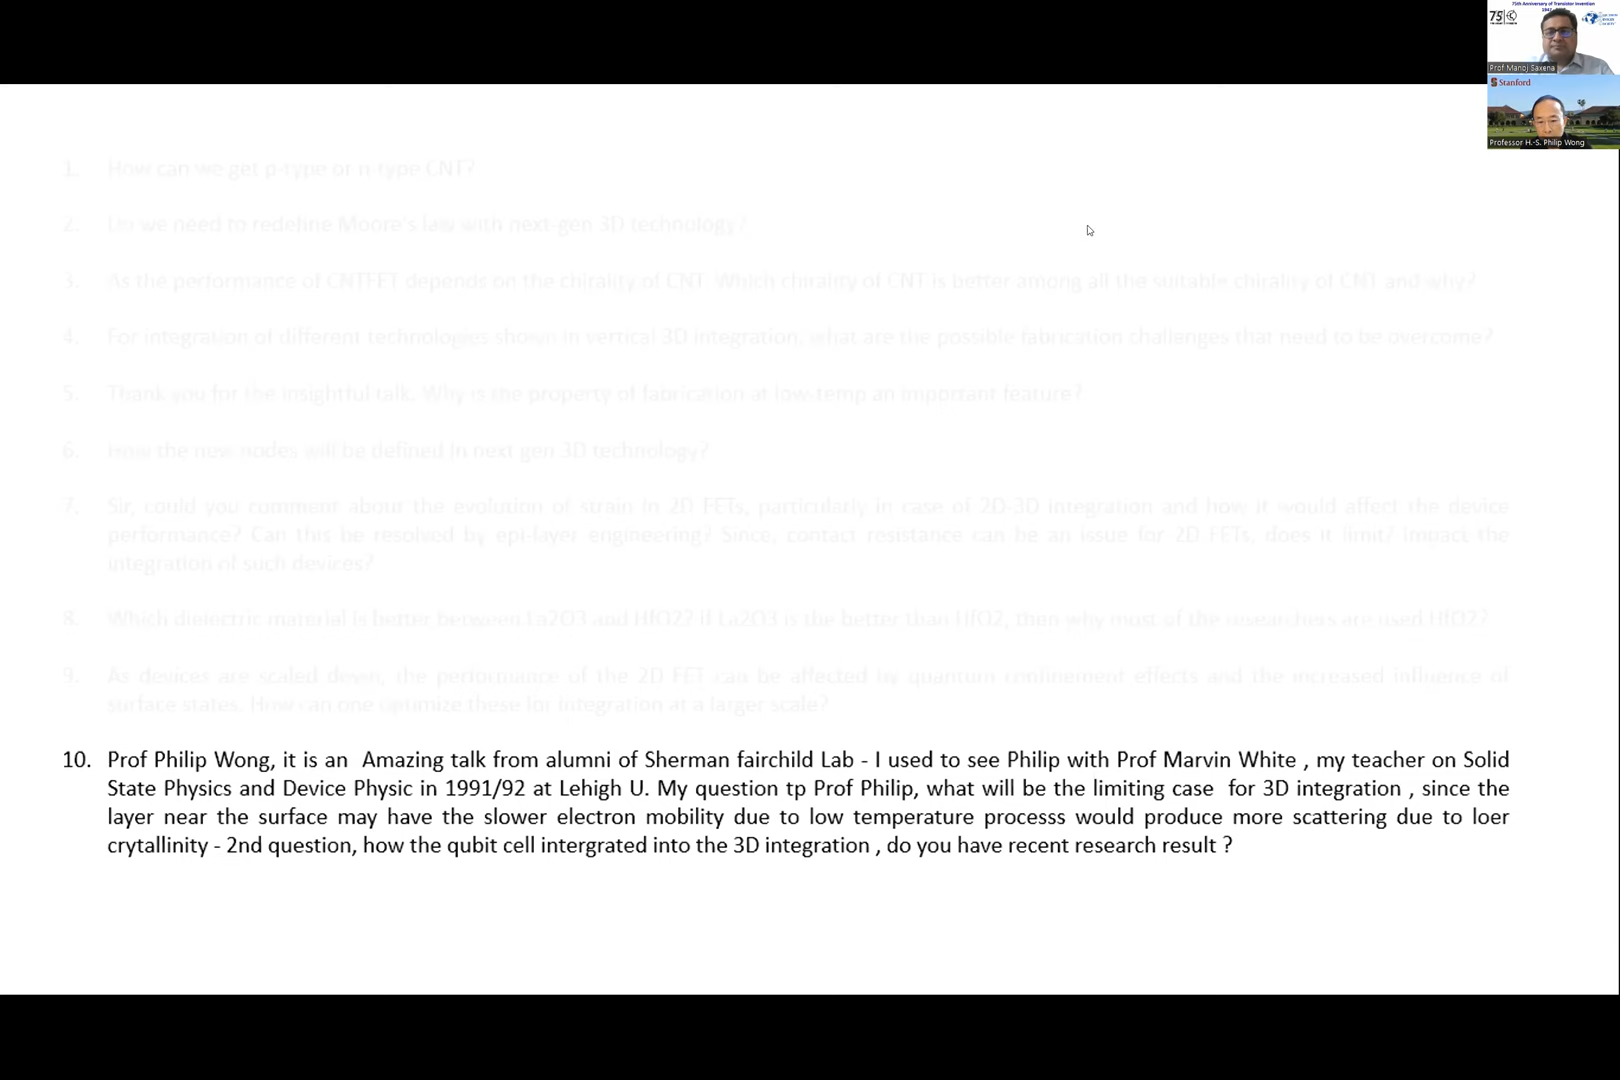 75th Anniversary of Transistor Invention
75
Prof Manoj Saxena
Stanford
Professor H.-S. Philip Wong
1. How can we get p-type or n-type CNT?
2. Do we need to redefine Moore's law with next-gen 3D technology?
3. As the performance of CNTFET depends on the chirality of CNT. Which chirality of CNT is better among all the suitable chirality of CNT and why?
4. For integration of different technologies shown in vertical 3D integration, what are the possible fabrication challenges that need to be overcome?
5. Thank you for the insightful talk. Why is the property of fabrication at low-temp an important feature?
6. How the new nodes will be defined in next gen 3D technology?
7. Sir, could you comment about the evolution of strain in 2D FETs, particularly in case of 2D-3D integration and how it would affect the device
performance? Can this be resolved by epi-layer engineering? Since, contact resistance can be an issue for 2D FETs, does it limit? Impact the
integration of such devices?
8. Which dielectric material is better between La2O3 and HfO2? If La2O3 is the better than HfO2, then why most of the researchers are used HfO2?
9. As devices are scaled down, the performance of the 2D FET can be affected by quantum confinement effects and the increased influence of
surface states. How can one optimize these for integration at a larger scale?
10. Prof Philip Wong, it is an Amazing talk from alumni of Sherman fairchild Lab - I used to see Philip with Prof Marvin White , my teacher on Solid
State Physics and Device Physic in 1991/92 at Lehigh U. My question tp Prof Philip, what will be the limiting case for 3D integration , since the
layer near the surface may have the slower electron mobility due to low temperature processs would produce more scattering due to loer
crytallinity - 2nd question, how the qubit cell intergrated into the 3D integration , do you have recent research result ?